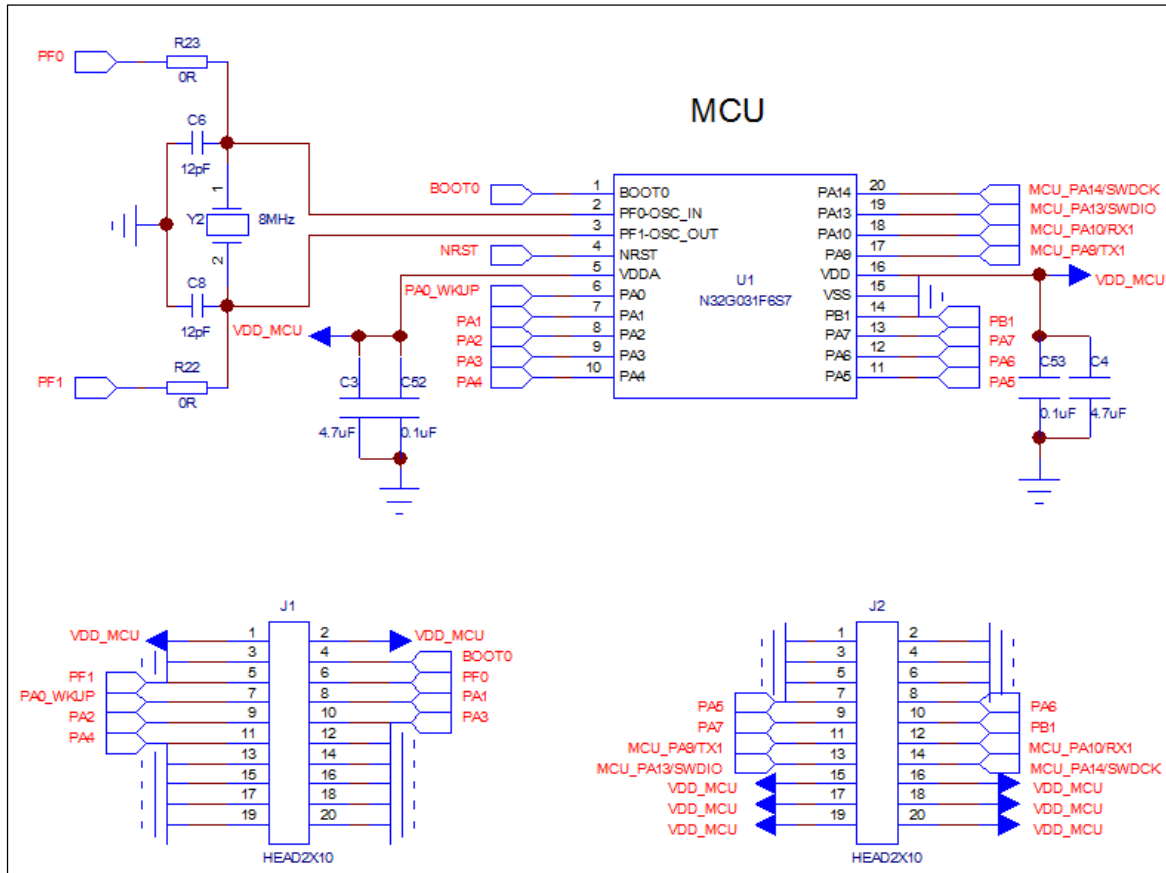 MCU
R23
PF0
0R
C6
12pF
1
Y2
8MHz
2
C8
12pF
R22
PF1
0R
BOOT0
1
BOOT0
PA14
20
MCU_PA14/SWDCK
2
PF0-OSC_IN
PA13
19
MCU_PA13/SWDIO
3
PF1-OSC_OUT
PA10
18
MCU_PA10/RX1
NRST
4
NRST
PA9
17
MCU_PA9/TX1
5
VDDA
VDD
16
VDD_MCU
U1
N32G031F6S7
PA0_WKUP
6
PA0
VSS
15
PA1
7
PA1
PB1
14
PB1
PA2
8
PA2
PA7
13
PA7
PA3
9
PA3
PA6
12
PA6
PA4
10
PA4
PA5
11
PA5
VDD_MCU
C3
C52
4.7uF
0.1uF
C53
C4
0.1uF
4.7uF
J1
VDD_MCU
1
2
VDD_MCU
3
4
BOOT0
PF1
5
6
PF0
PA0_WKUP
7
8
PA1
PA2
9
10
PA3
PA4
11
12
13
14
15
16
17
18
19
20
HEAD2X10
J2
1
2
3
4
5
6
PA5
7
8
PA6
PA7
9
10
PB1
MCU_PA9/TX1
11
12
MCU_PA10/RX1
MCU_PA13/SWDIO
13
14
MCU_PA14/SWDCK
VDD_MCU
15
16
VDD_MCU
VDD_MCU
17
18
VDD_MCU
VDD_MCU
19
20
VDD_MCU
HEAD2X10